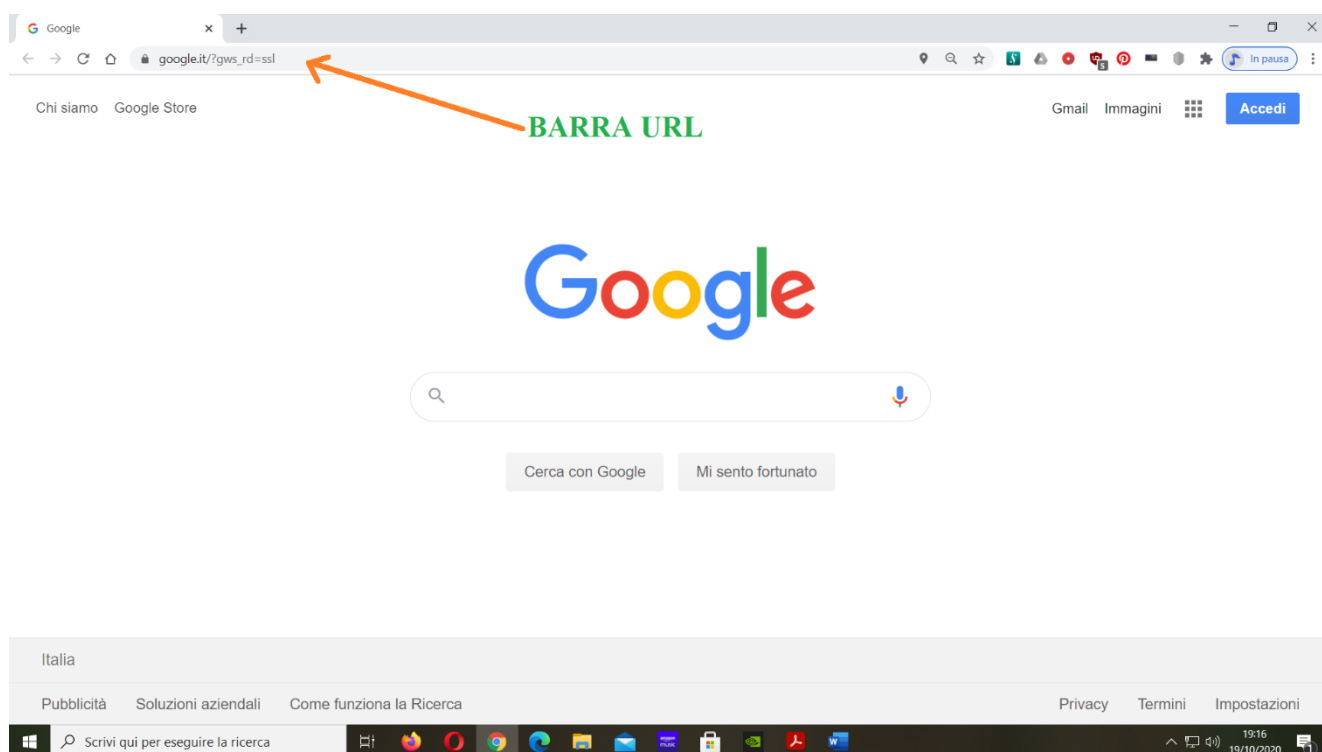 Google
google.it/?gws_rd=ssl
In pausa
Chi siamo Google Store
Gmail Immagini Accedi
BARRA URL
Google
Cerca con Google Mi sento fortunato
Italia
Pubblicità Soluzioni aziendali Come funziona la Ricerca
Privacy Termini Impostazioni
Scrivi qui per eseguire la ricerca
19:16
19/10/2020